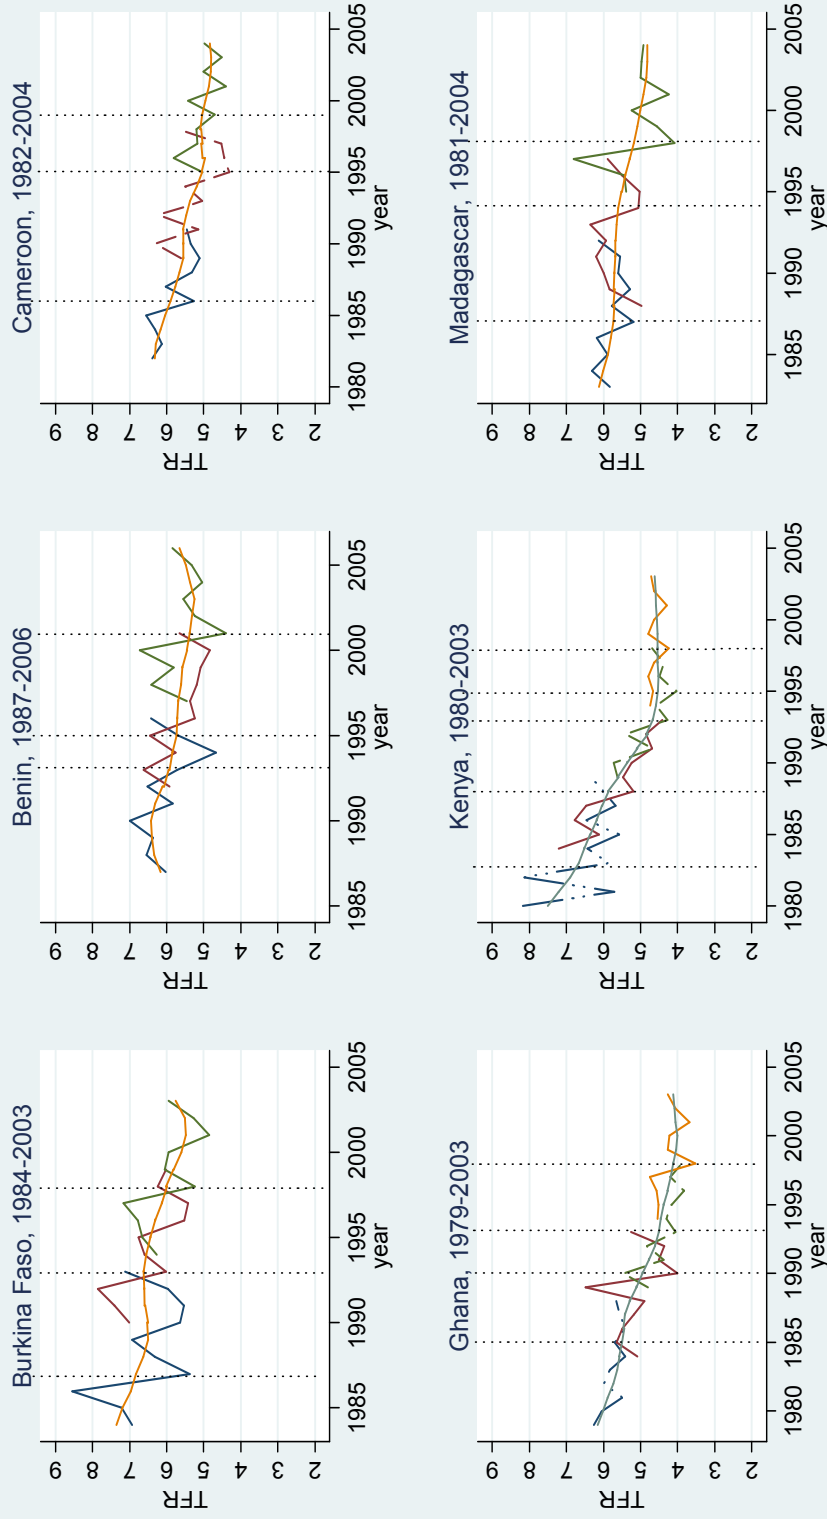 Burkina Faso, 1984-2003
TFR
9
8
7
6
5
4
3
2
1985 1990 1995 2000 2005
year
Benin, 1987-2006
TFR
9
8
7
6
5
4
3
2
1985 1990 1995 2000 2005
year
Cameroon, 1982-2004
TFR
9
8
7
6
5
4
3
2
1980 1985 1990 1995 2000 2005
year
Ghana, 1979-2003
TFR
9
8
7
6
5
4
3
2
1980 1985 1990 1995 2000 2005
year
Kenya, 1980-2003
TFR
9
8
7
6
5
4
3
2
1980 1985 1990 1995 2000 2005
year
Madagascar, 1981-2004
TFR
9
8
7
6
5
4
3
2
1985 1990 1995 2000 2005
year